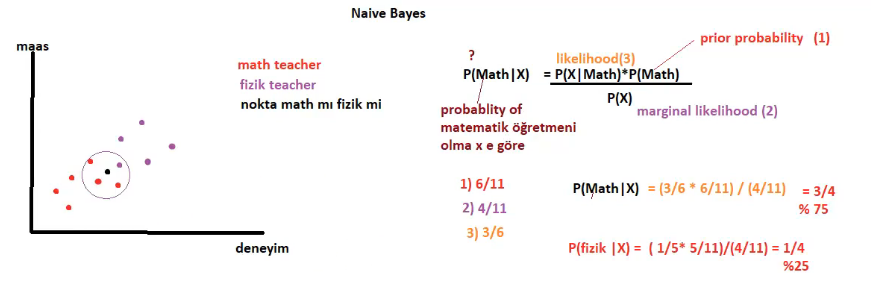 Naive Bayes
maas
math teacher
fizik teacher
nokta math mı fizik mi
deneyim
prior probability (1)
?
likelihood(3)
P(Math|X) = P(X|Math)*P(Math)
P(X)
marginal likelihood (2)
probablity of
matematik öğretmeni
olma x e göre
1) 6/11
2) 4/11
3) 3/6
P(Math|X) = (3/6 * 6/11) / (4/11) = 3/4
% 75
P(fizik |X) = ( 1/5* 5/11)/(4/11) = 1/4
%25